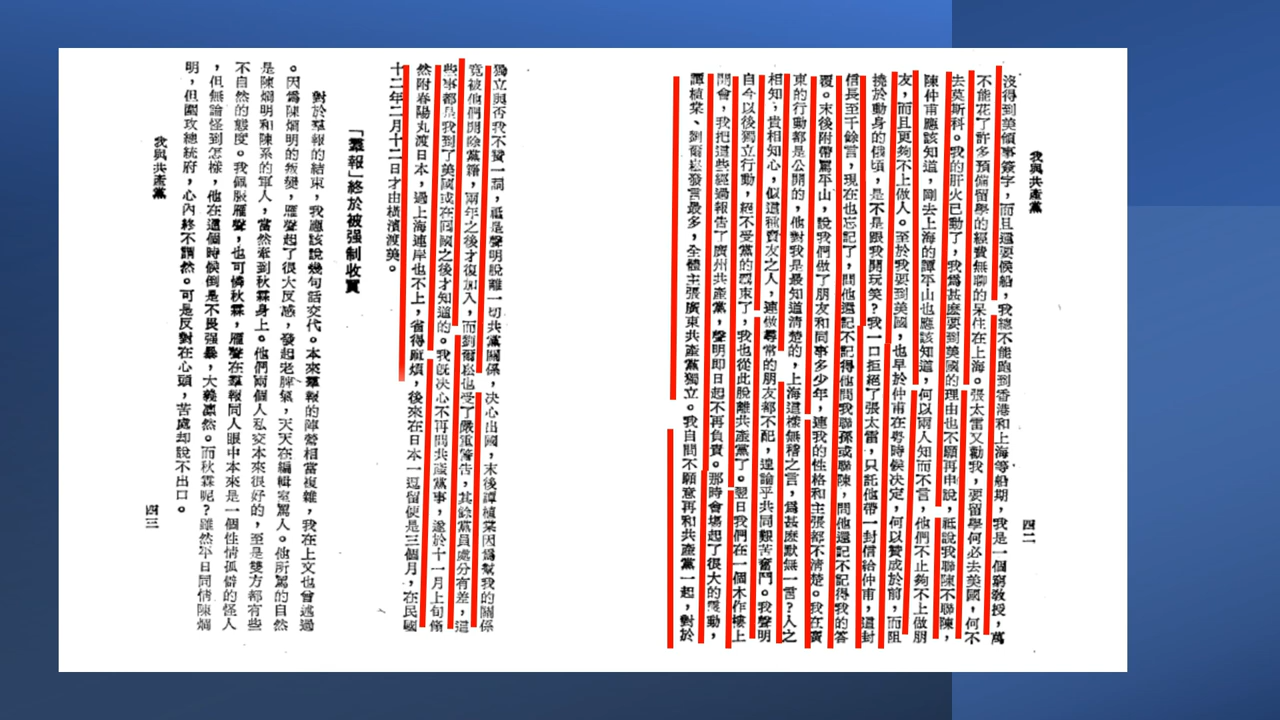 我與共產黨
四二
沒得到美領事簽字，而且還要候船，我總不能跑到香港和上海等船期，我是一個窮教授，萬
不能花了許多預備留學的經費無聊的呆住在上海。張太雷又勸我，要留學何必去美國，何不
去莫斯科。我的肝火已動了，我為甚麼要到美國的理由也不願再申說，祗說我聯陳不聯陳，
陳仲甫應該知道，剛去上海的譚平山也應該知道，何以兩人知而不言，他們不止夠不上做朋
友，而且更夠不上做人。至於我要到美國，也早於仲甫在粵時候決定，何以贊成於前，而阻
撓於動身的俄頃，是不是跟我開玩笑？我一口拒絕了張太雷，只託他帶一封信給仲甫，這封
信長至千餘言，現在也忘記了，問他還記不記得他問我聯孫或聯陳，問他還記不記得我的答
覆。末後附帶罵平山，說我們做了朋友和同事多少年，連我的性格和主張都不清楚。我在廣
東的行動都是公開的，他對我是最知道清楚的，上海這樣無稽之言，為甚麼默無一言？人之
相知，貴相知心，似這種賣友之人，連做尋常的朋友都不配，遑論乎共同艱苦奮鬥。我聲明
自今以後獨立行動，絕不受黨的羈束了，我也從此脫離共產黨了。翌日我們在一個木作樓上
開會，我把這些經過報告了廣州共產黨，聲明即日起不再負責。那時會場起了很大的騷動，
譚植棠、劉爾崧發言最多，全體主張廣東共產黨獨立。我自問不願意再和共產黨一起，對於
獨立與否我不贊一詞，祗是聲明脫離一切共黨關係，決心出國，末後譚植棠因為幫我的關係
竟被他們開除黨籍，兩年之後才復加入，而劉爾崧也受了嚴重警告，其餘黨員處分有差，這
些事都是我到了美國或在回國之後才知道的。我既決心不再問共產黨事，遂於十一月上旬翛
然附春陽丸渡日本，過上海連岸也不上，省得麻煩，後來在日本一逗留便是三個月，在民國
十二年二月十二日才由橫濱渡美。
「羣報」終於被强制收買
對於羣報的結束，我應該說幾句話交代。本來羣報的陣營相當複雜，我在上文也曾述過
。因為陳烱明的叛變，雁聲起了很大反感，發起老脾氣，天天在編輯室罵人。他所罵的自然
是陳烱明和陳系的軍人，當然牽到秋霖身上。他們兩個人私交本來很好的，至是雙方都有些
不自然的態度。我佩服雁聲，也可憐秋霖，雁聲在羣報同人眼中本來是一個性情孤僻的怪人
，但無論怪到怎樣，他在這個時候倒是不畏强暴，大義凛然。而秋霖呢？雖然平日同情陳烱
明，但圍攻總統府，心內終不謂然。可是反對在心頭，苦處却說不出口。
我與共產黨
四三